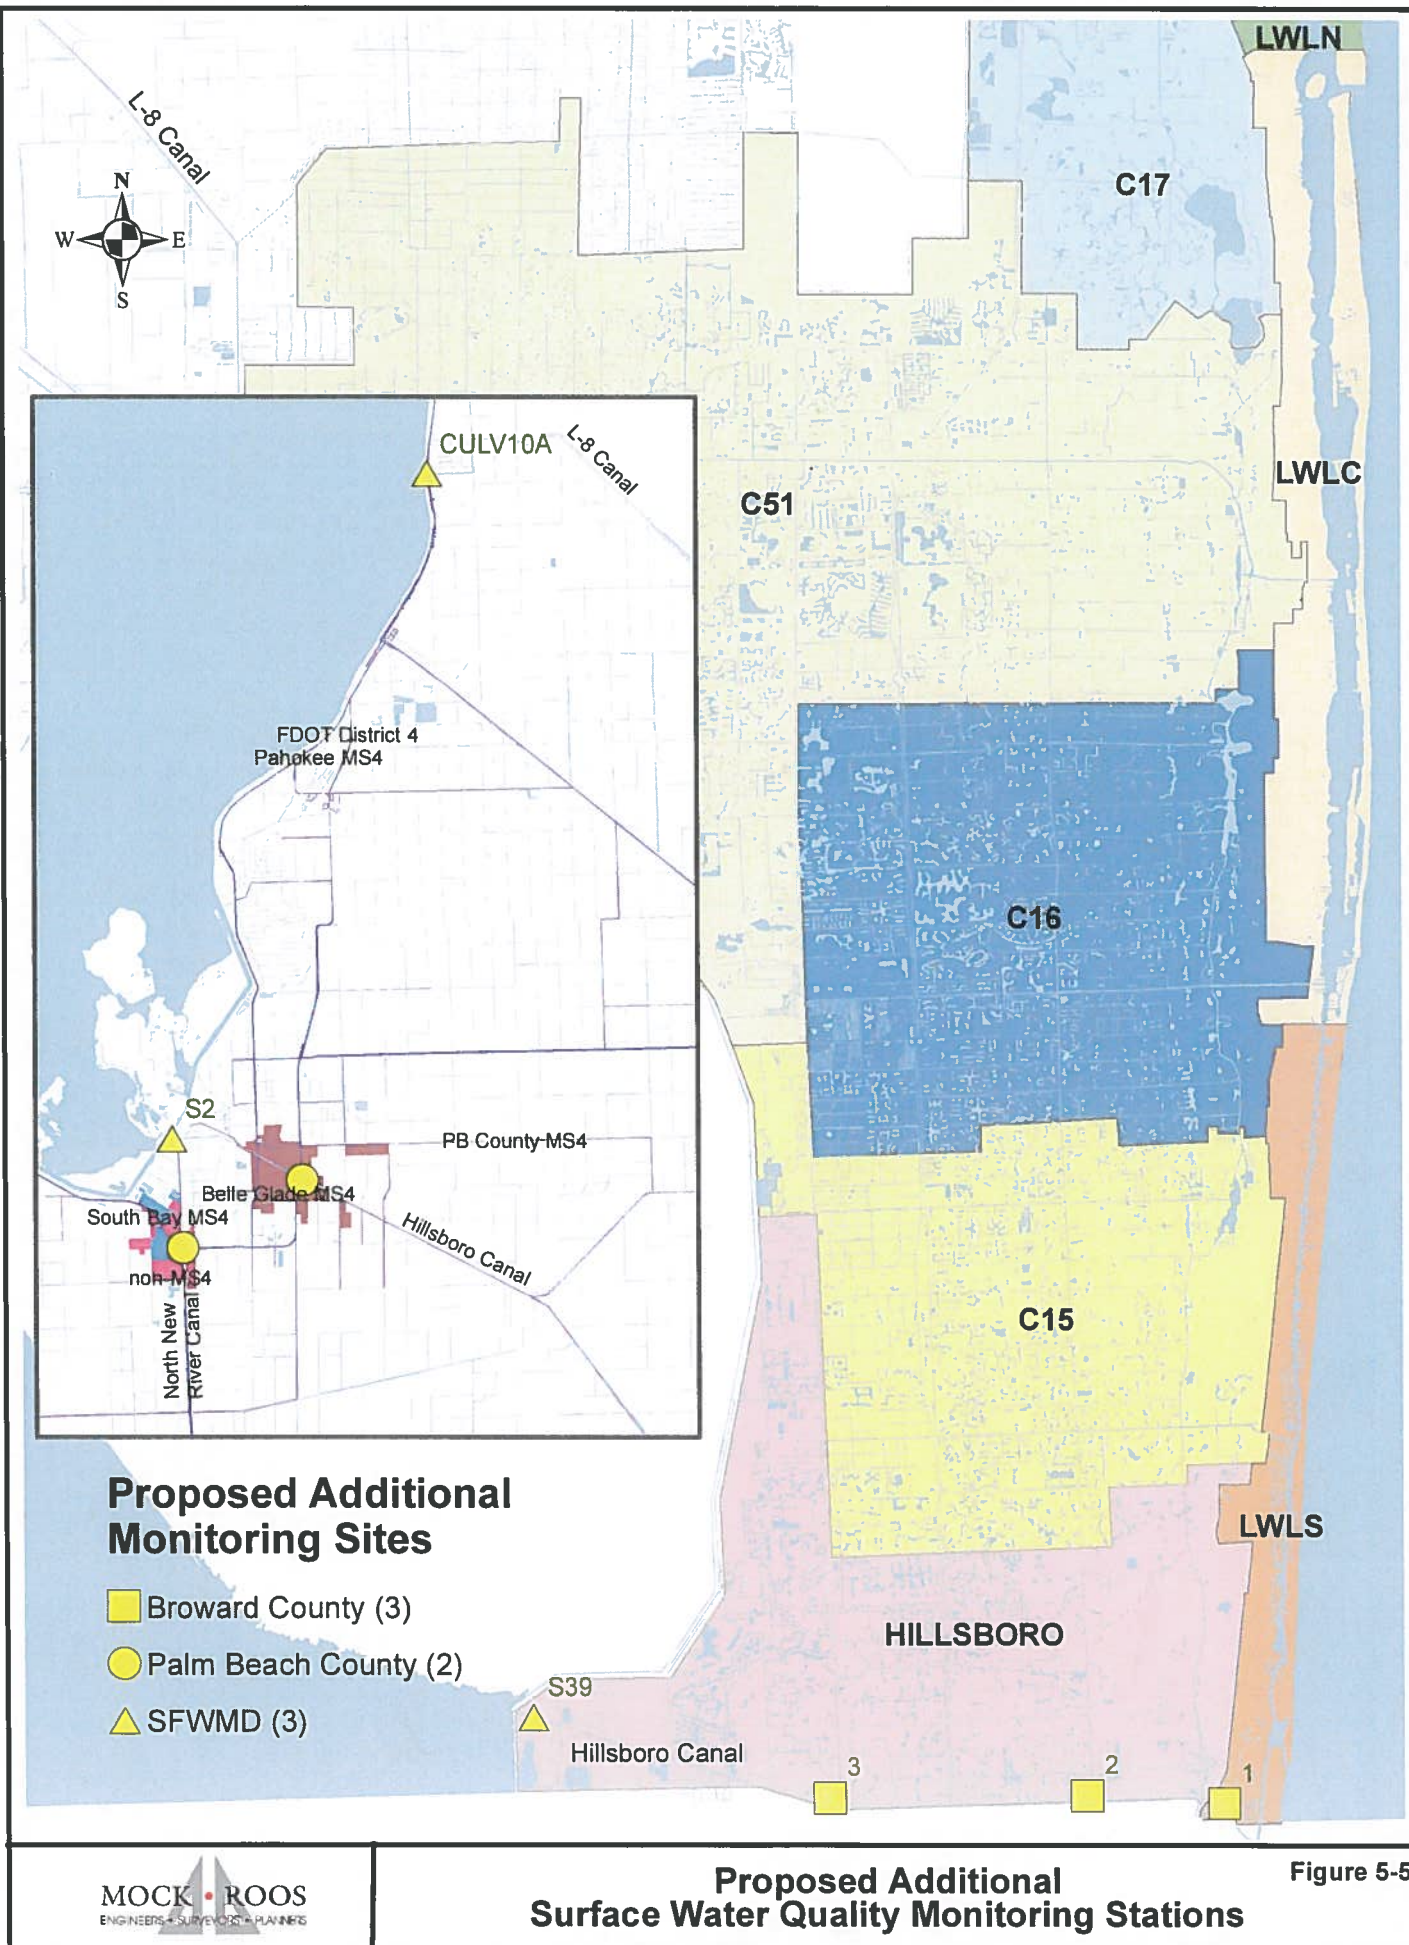 LWLN
L-8 Canal
N
W
E
S
C17
CULV10A
L-8 Canal
C51
LWLC
FDOT District 4
Pahokee MS4
C16
S2
PB County MS4
Belle Glade MS4
South Bay MS4
Hillsboro Canal
non-MS4
North New
River Canal
C15
Proposed Additional
Monitoring Sites
LWLS
Broward County (3)
HILLSBORO
Palm Beach County (2)
S39
SFWMD (3)
Hillsboro Canal
3
2
1
MOCK • ROOS
ENGINEERS • SURVEYORS • PLANNERS
Proposed Additional
Surface Water Quality Monitoring Stations
Figure 5-5